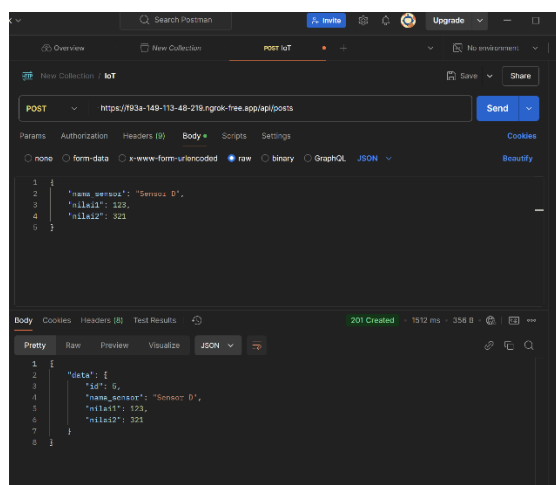 Search Postman
Invite
Upgrade
Overview
New Collection
POST IoT
No environment
New Collection / IoT
Save
Share
POST
https://f93a-149-113-48-219.ngrok-free.app/api/posts
Send
Params Authorization Headers (9) Body Scripts Settings
Cookies
none form-data x-www-form-urlencoded raw binary GraphQL JSON
Beautify
1 {
2 "nama_sensor": "Sensor D",
3 "nilai1": 123,
4 "nilai2": 321
5 }
Body Cookies Headers (8) Test Results
201 Created 1512 ms 356 B
Pretty Raw Preview Visualize JSON
1 {
2 "data": {
3 "id": 5,
4 "nama_sensor": "Sensor D",
5 "nilai1": 123,
6 "nilai2": 321
7 }
8 }